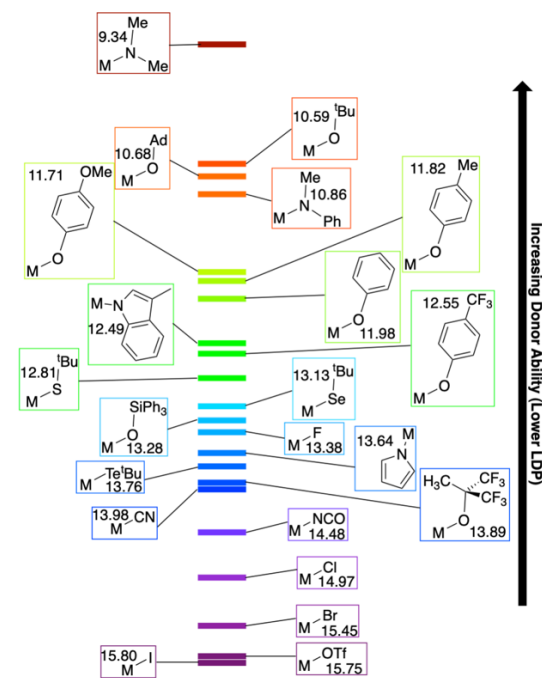 9.34
Me
M
N
Me
10.59
tBu
M
O
10.68
Ad
M
O
11.71
OMe
O
M
Me
10.86
M
N
Ph
11.82
Me
O
M
M
N
12.49
O
M
11.98
12.55
CF3
O
M
12.81
tBu
S
M
13.13
tBu
Se
M
SiPh3
O
M
13.28
F
M
13.38
13.64
M
N
TetBu
M
13.76
13.98
CN
M
H3C
CF3
CF3
O
M
13.89
NCO
M
14.48
Cl
M
14.97
Br
M
15.45
15.80
I
M
OTf
M
15.75
Increasing Donor Ability (Lower LDP)